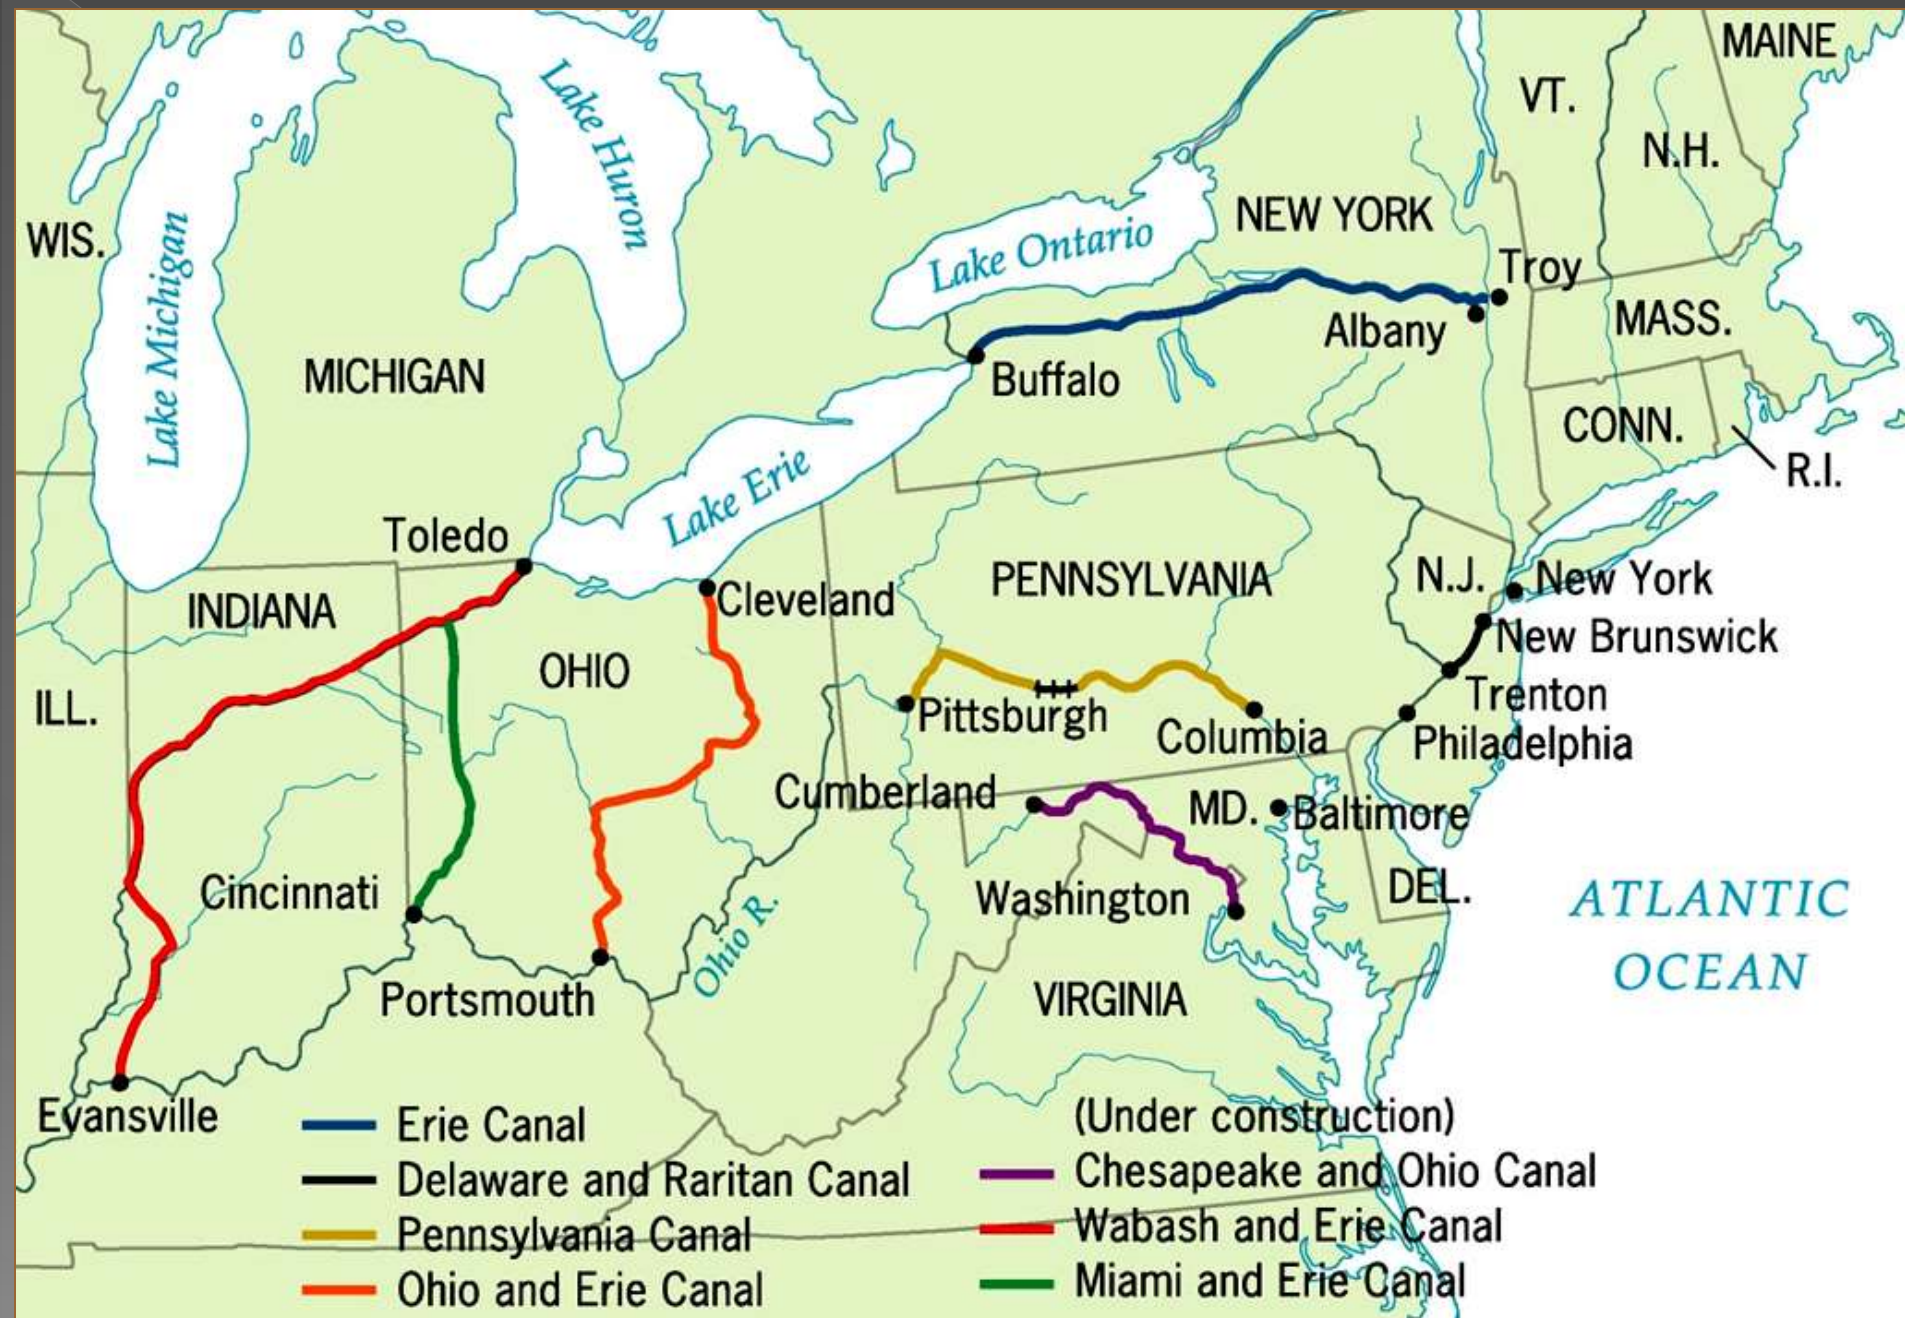 MAINE
VT.
N.H.
Lake Huron
NEW YORK
WIS.
Lake Ontario
Lake Michigan
Troy
MASS.
Albany
MICHIGAN
Buffalo
CONN.
R.I.
Lake Erie
Toledo
PENNSYLVANIA
N.J.
New York
Cleveland
INDIANA
New Brunswick
OHIO
Trenton
ILL.
Pittsburgh
Columbia
Philadelphia
Cumberland
MD.
Baltimore
Cincinnati
Washington
DEL.
ATLANTIC
OCEAN
Ohio R.
Portsmouth
VIRGINIA
Evansville
Erie Canal
Delaware and Raritan Canal
Pennsylvania Canal
Ohio and Erie Canal
(Under construction)
Chesapeake and Ohio Canal
Wabash and Erie Canal
Miami and Erie Canal